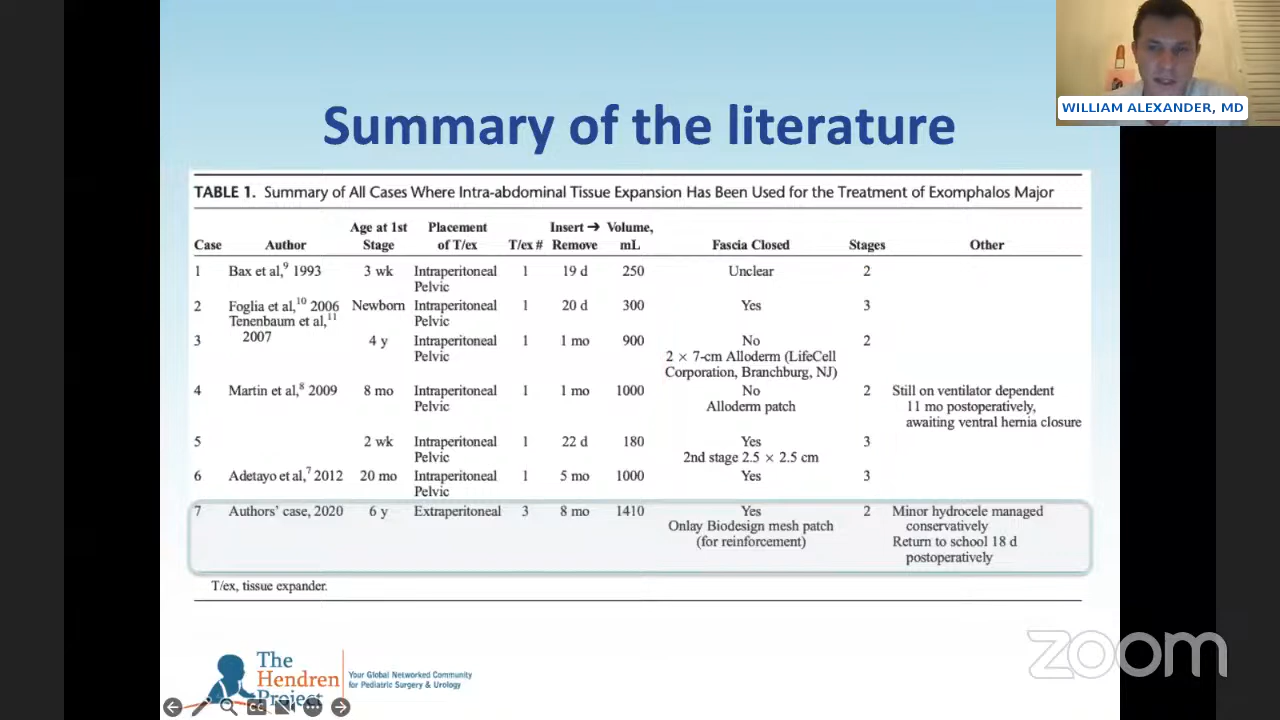 WILLIAM ALEXANDER, MD
Summary of the literature
TABLE 1. Summary of All Cases Where Intra-abdominal Tissue Expansion Has Been Used for the Treatment of Exomphalos Major
Case Author Age at 1st Stage Placement of T/ex T/ex # Insert → Remove Volume, mL Fascia Closed Stages Other
1 Bax et al,9 1993 3 wk Intraperitoneal 1 19 d 250 Unclear 2
Pelvic
2 Foglia et al,10 2006 Newborn Intraperitoneal 1 20 d 300 Yes 3
Tenenbaum et al,11 Pelvic
2007
3 4 y Intraperitoneal 1 1 mo 900 No 2
Pelvic 2 × 7-cm Alloderm (LifeCell
Corporation, Branchburg, NJ)
4 Martin et al,8 2009 8 mo Intraperitoneal 1 1 mo 1000 No 2 Still on ventilator dependent
Pelvic Alloderm patch 11 mo postoperatively,
awaiting ventral hernia closure
5 2 wk Intraperitoneal 1 22 d 180 Yes 3
Pelvic 2nd stage 2.5 × 2.5 cm
6 Adetayo et al,7 2012 20 mo Intraperitoneal 1 5 mo 1000 Yes 3
Pelvic
7 Authors' case, 2020 6 y Extraperitoneal 3 8 mo 1410 Yes 2 Minor hydrocele managed
Onlay Biodesign mesh patch conservatively
(for reinforcement) Return to school 18 d
postoperatively
T/ex, tissue expander.
The
Hendren
Project
Your Global Networked Community
for Pediatric Surgery & Urology
CC
zoom